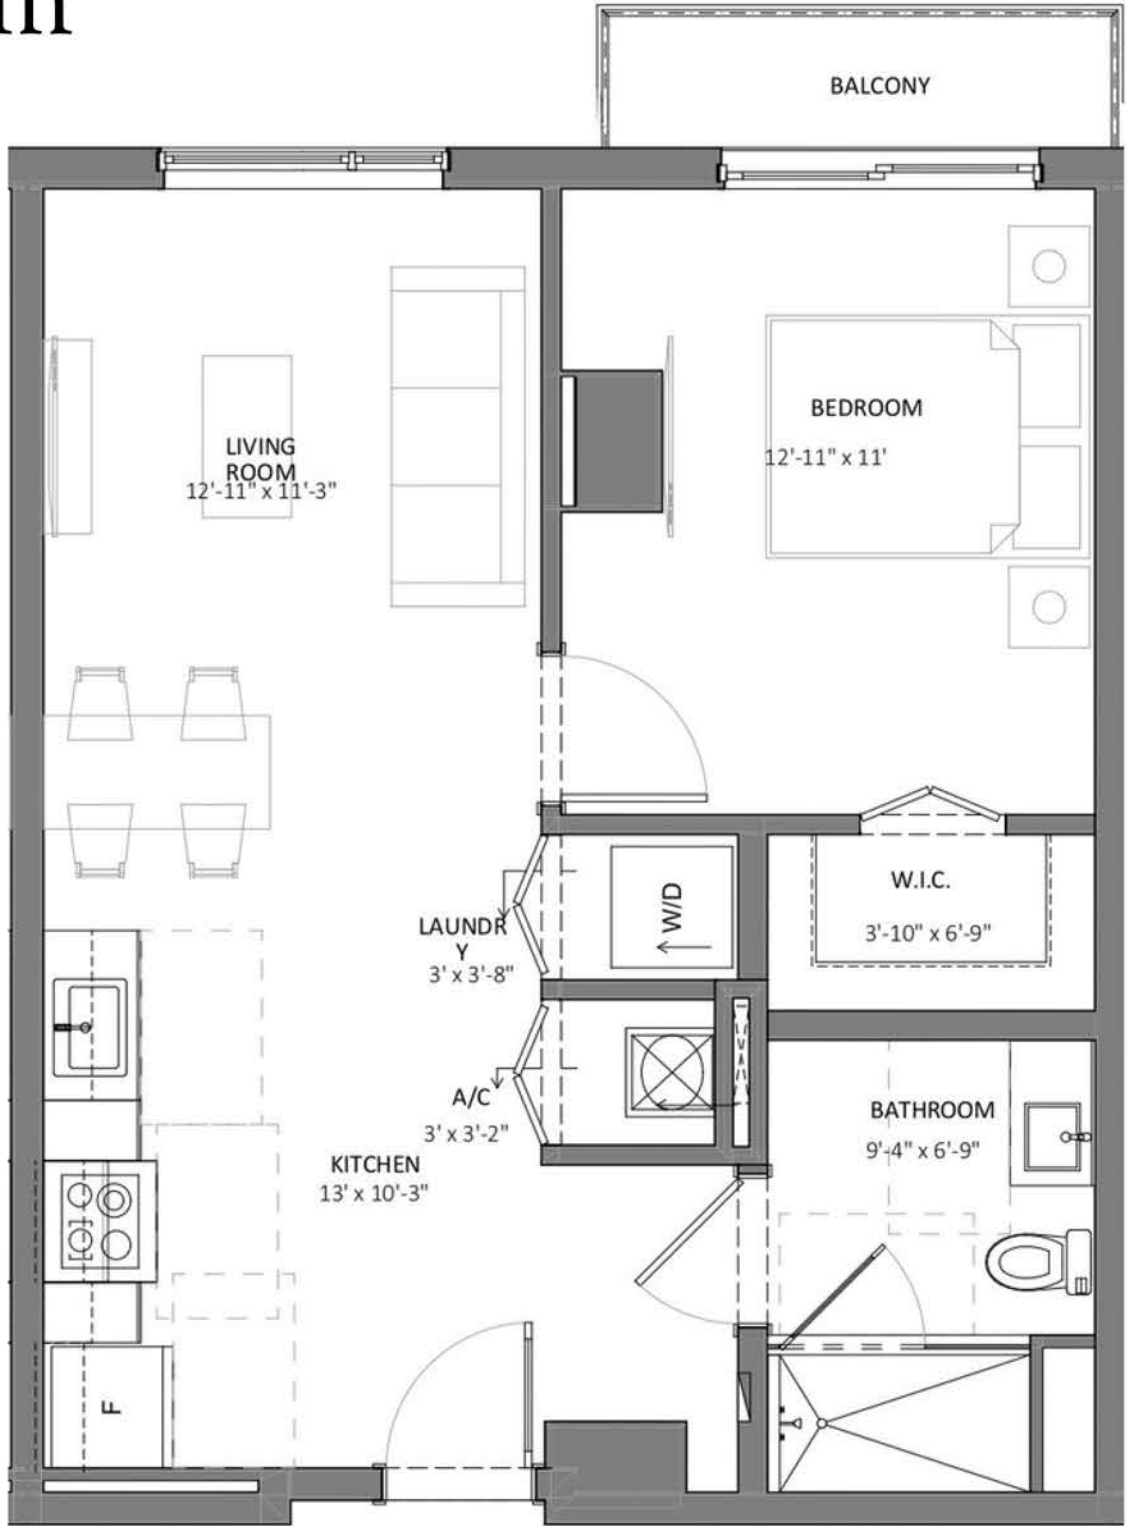 BALCONY
LIVING
ROOM
12'-11" x 11'-3"
BEDROOM
12'-11" x 11'
W/D
W.I.C.
3'-10" x 6'-9"
LAUNDR
Y
3' x 3'-8"
A/C
3' x 3'-2"
KITCHEN
13' x 10'-3"
BATHROOM
9'-4" x 6'-9"
F